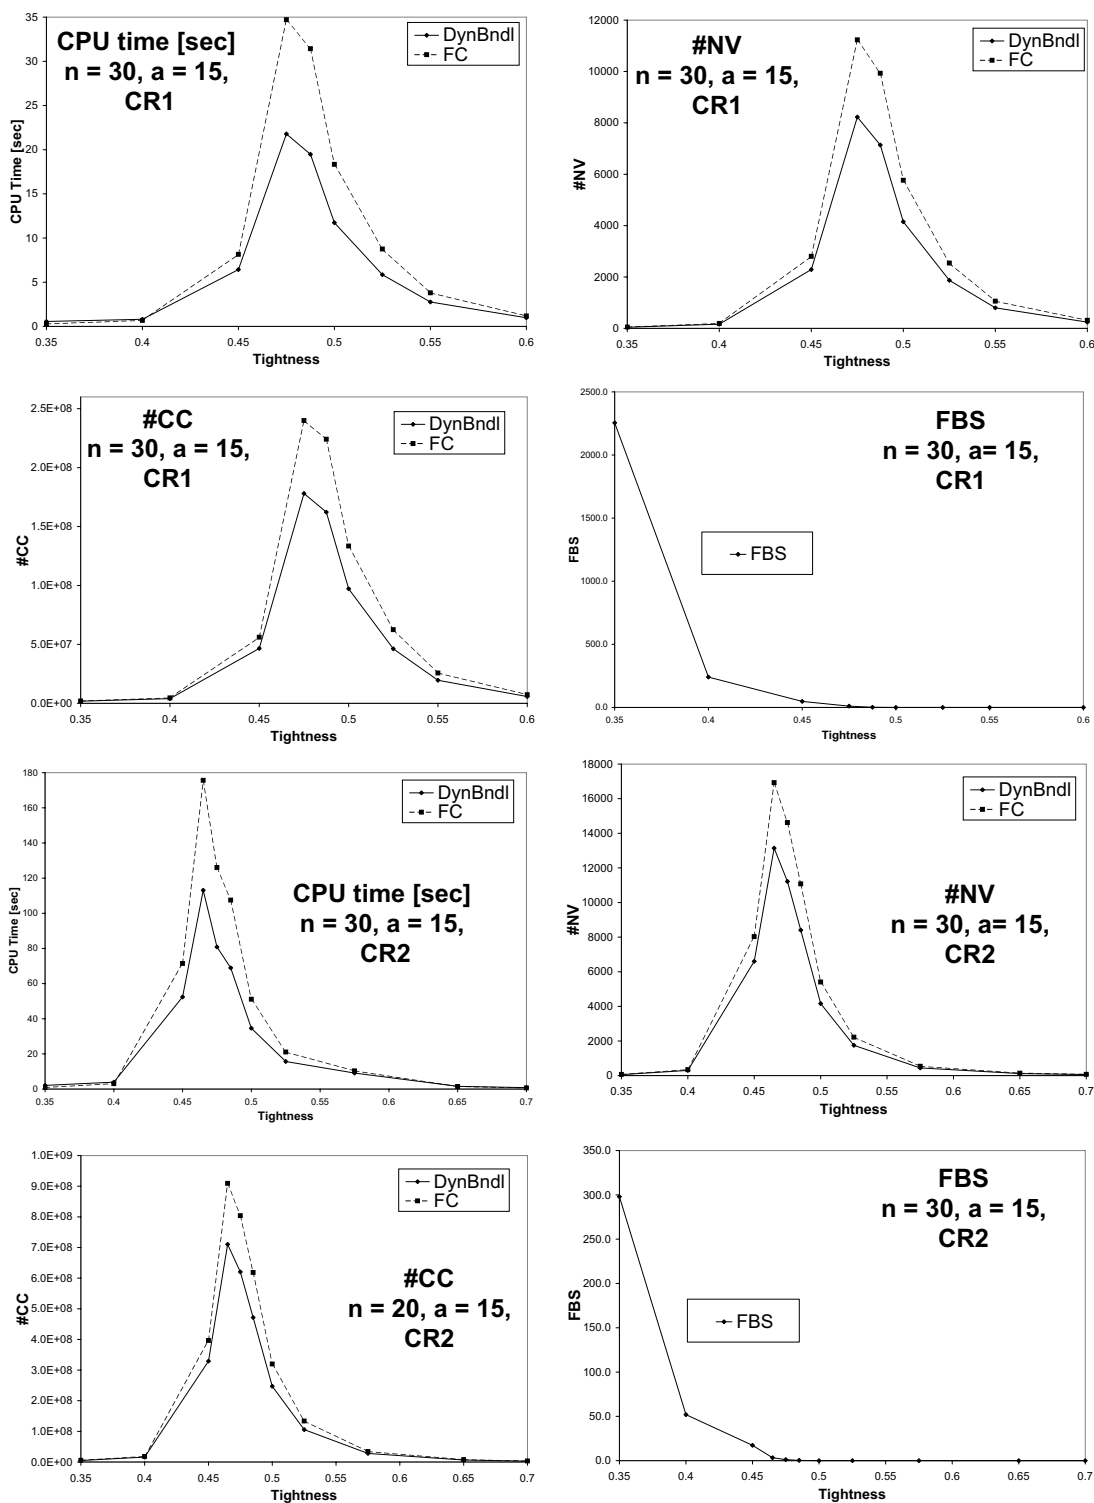 CPU time [sec]
n = 30, a = 15,
CR1
DynBndl
FC
35
30
25
20
15
10
5
0
CPU Time [sec]
0.35
0.4
0.45
0.5
0.55
0.6
Tightness
#NV
n = 30, a = 15,
CR1
DynBndl
FC
12000
10000
8000
6000
4000
2000
0
#NV
0.35
0.4
0.45
0.5
0.55
0.6
Tightness
#CC
n = 30, a = 15,
CR1
DynBndl
FC
2.5E+08
2.0E+08
1.5E+08
1.0E+08
5.0E+07
0.0E+00
#CC
0.35
0.4
0.45
0.5
0.55
0.6
Tightness
FBS
n = 30, a= 15,
CR1
FBS
2500.0
2000.0
1500.0
1000.0
500.0
0.0
FBS
0.35
0.4
0.45
0.5
0.55
0.6
Tightness
CPU time [sec]
n = 30, a = 15,
CR2
DynBndl
FC
180
160
140
120
100
80
60
40
20
0
CPU Time [sec]
0.35
0.4
0.45
0.5
0.55
0.6
0.65
0.7
Tightness
#NV
n = 30, a= 15,
CR2
DynBndl
FC
18000
16000
14000
12000
10000
8000
6000
4000
2000
0
#NV
0.35
0.4
0.45
0.5
0.55
0.6
0.65
0.7
Tightness
#CC
n = 20, a = 15,
CR2
DynBndl
FC
1.0E+09
9.0E+08
8.0E+08
7.0E+08
6.0E+08
5.0E+08
4.0E+08
3.0E+08
2.0E+08
1.0E+08
0.0E+00
#CC
0.35
0.4
0.45
0.5
0.55
0.6
0.65
0.7
Tightness
FBS
n = 30, a = 15,
CR2
FBS
350.0
300.0
250.0
200.0
150.0
100.0
50.0
0.0
FBS
0.35
0.4
0.45
0.5
0.55
0.6
0.65
0.7
Tightness